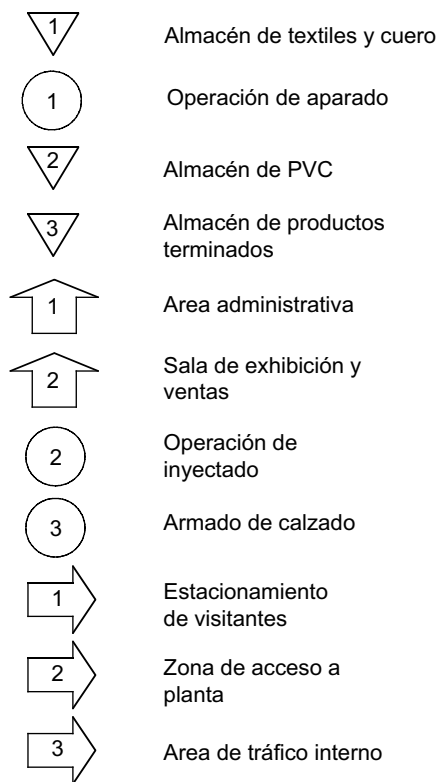 1 Almacén de textiles y cuero
1 Operación de aparado
2 Almacén de PVC
3 Almacén de productos
terminados
1 Area administrativa
2 Sala de exhibición y
ventas
2 Operación de
inyectado
3 Armado de calzado
1 Estacionamiento
de visitantes
2 Zona de acceso a
planta
3 Area de tráfico interno